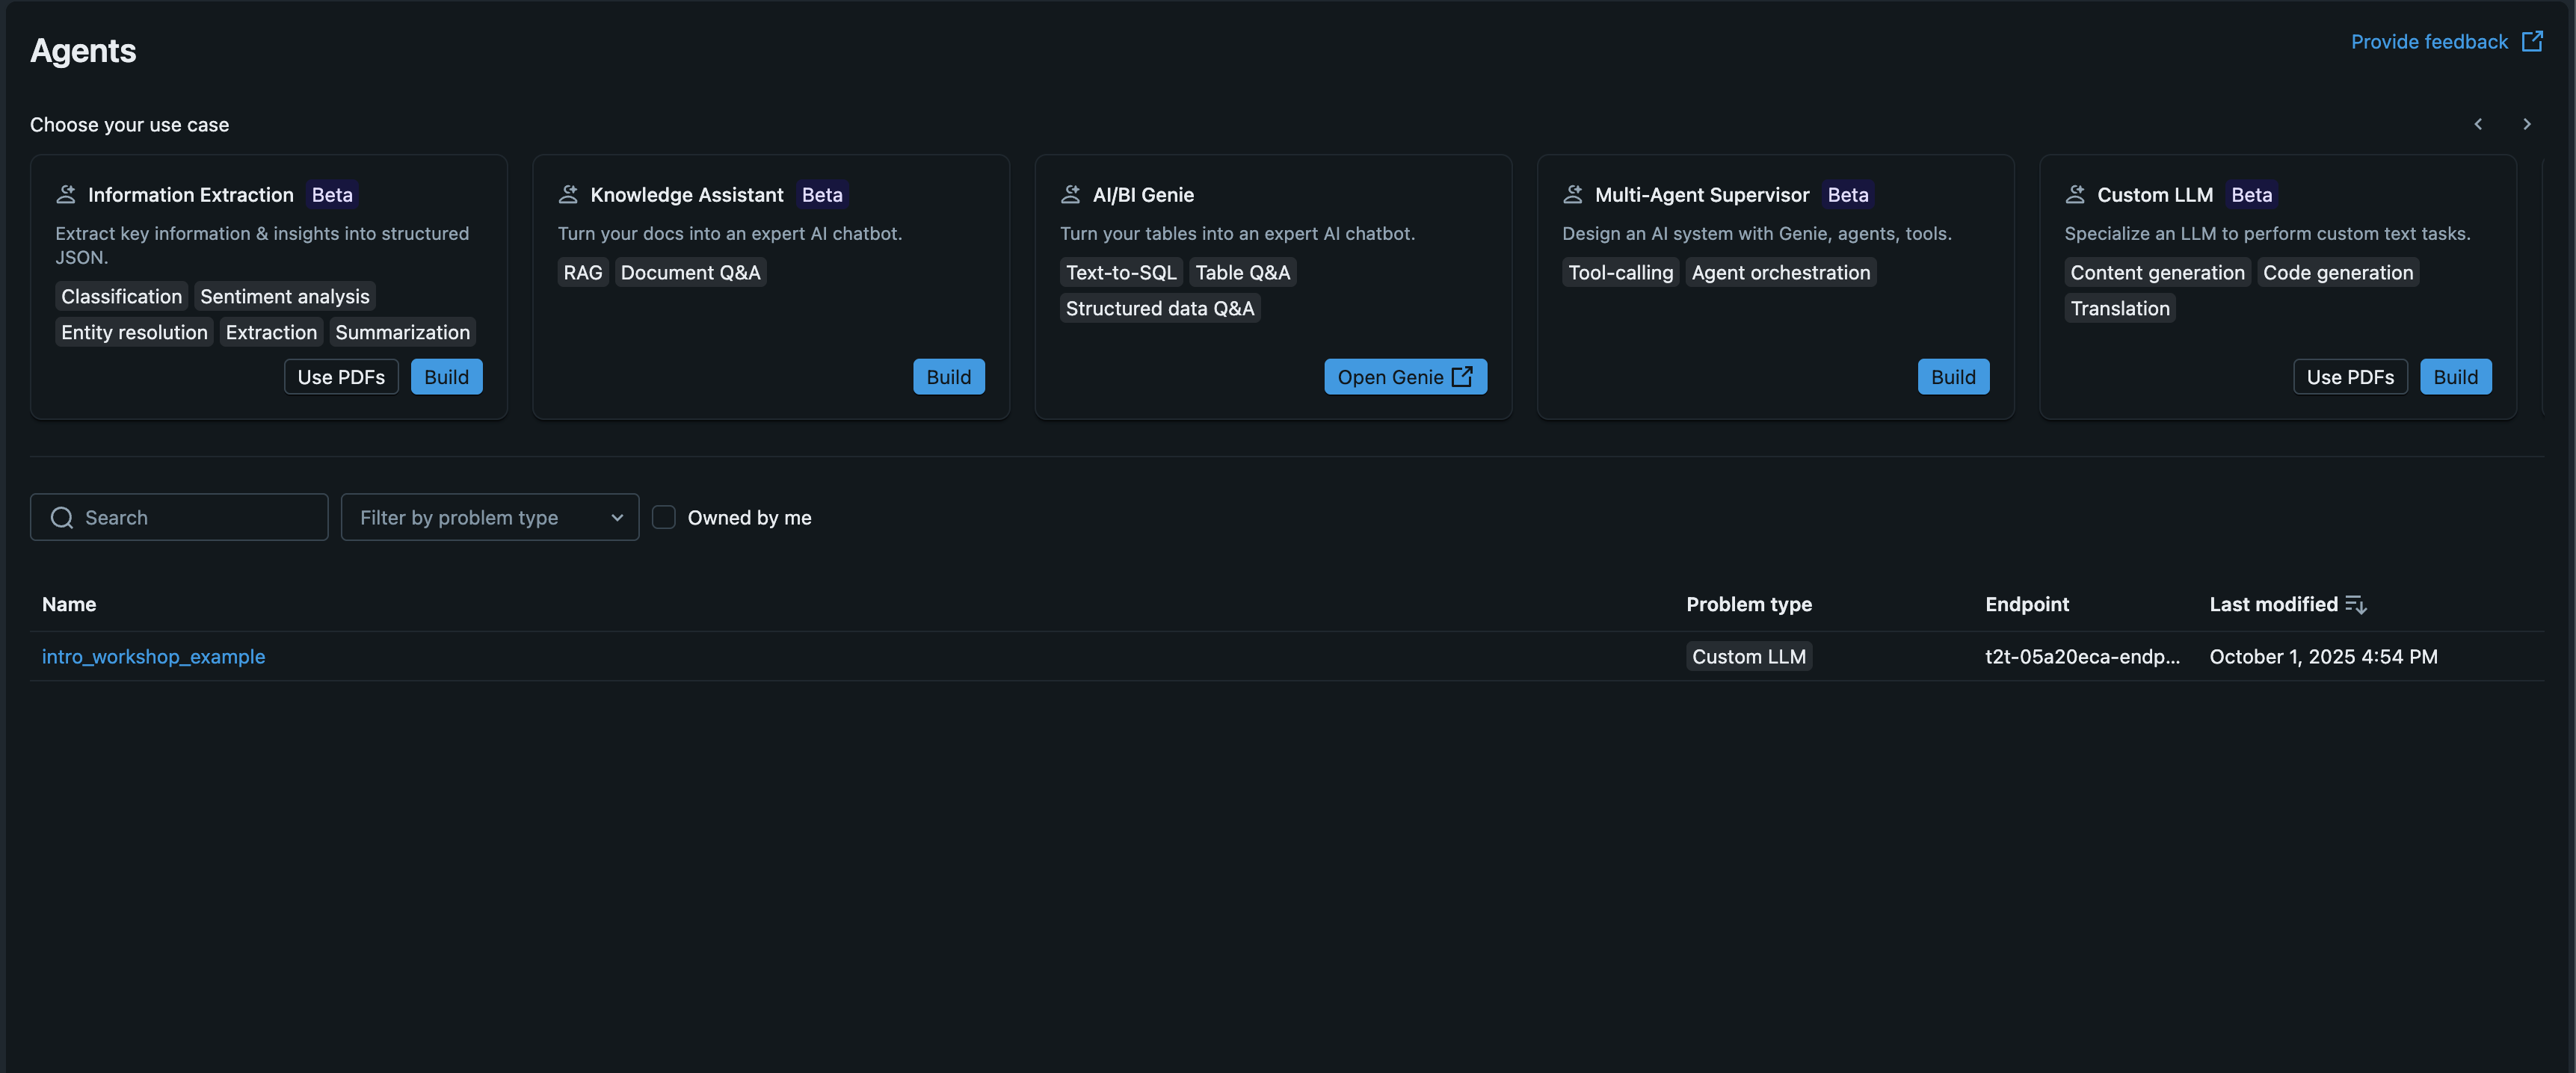 Agents
Provide feedback
Choose your use case
Information Extraction Beta
Extract key information & insights into structured
JSON.
Classification Sentiment analysis
Entity resolution Extraction Summarization
Use PDFs Build
Knowledge Assistant Beta
Turn your docs into an expert AI chatbot.
RAG Document Q&A
Build
AI/BI Genie
Turn your tables into an expert AI chatbot.
Text-to-SQL Table Q&A
Structured data Q&A
Open Genie
Multi-Agent Supervisor Beta
Design an AI system with Genie, agents, tools.
Tool-calling Agent orchestration
Build
Custom LLM Beta
Specialize an LLM to perform custom text tasks.
Content generation Code generation
Translation
Use PDFs Build
Search Filter by problem type Owned by me
Name Problem type Endpoint Last modified
intro_workshop_example Custom LLM t2t-05a20eca-endp... October 1, 2025 4:54 PM